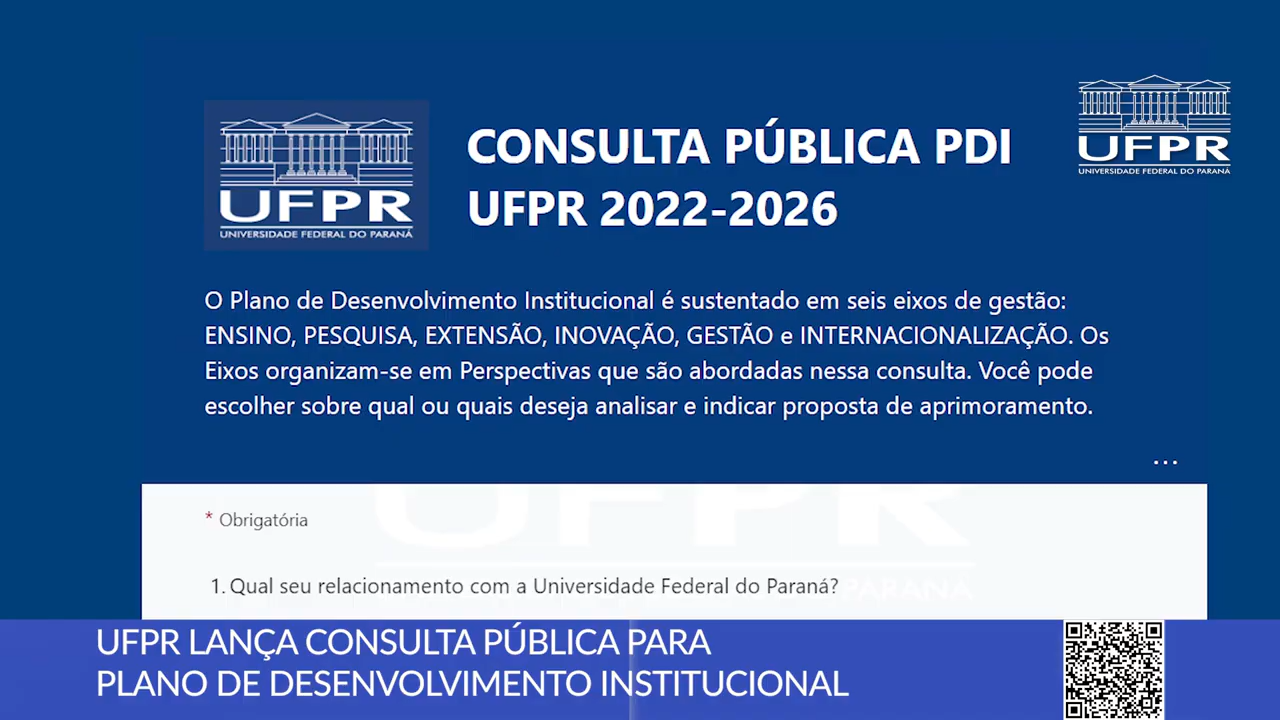 UFPR
UNIVERSIDADE FEDERAL DO PARANÁ
CONSULTA PÚBLICA PDI
UFPR 2022-2026
UFPR
UNIVERSIDADE FEDERAL DO PARANÁ
O Plano de Desenvolvimento Institucional é sustentado em seis eixos de gestão:
ENSINO, PESQUISA, EXTENSÃO, INOVAÇÃO, GESTÃO e INTERNACIONALIZAÇÃO. Os
Eixos organizam-se em Perspectivas que são abordadas nessa consulta. Você pode
escolher sobre qual ou quais deseja analisar e indicar proposta de aprimoramento.
...
UFPR
* Obrigatória
1. Qual seu relacionamento com a Universidade Federal do Paraná?
PARANÁ
UFPR LANÇA CONSULTA PÚBLICA PARA
PLANO DE DESENVOLVIMENTO INSTITUCIONAL